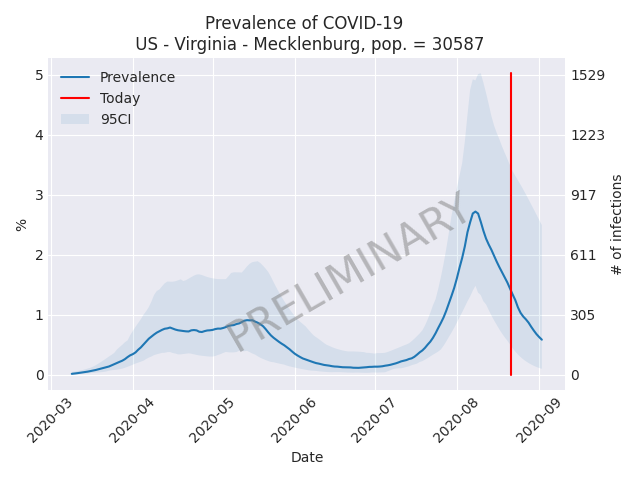 Prevalence of COVID-19
US - Virginia - Mecklenburg, pop. = 30587
Prevalence
Today
95CI
PRELIMINARY
%
5
4
3
2
1
0
1529
1223
917
611
305
0
# of infections
2020-03
2020-04
2020-05
2020-06
2020-07
2020-08
2020-09
Date